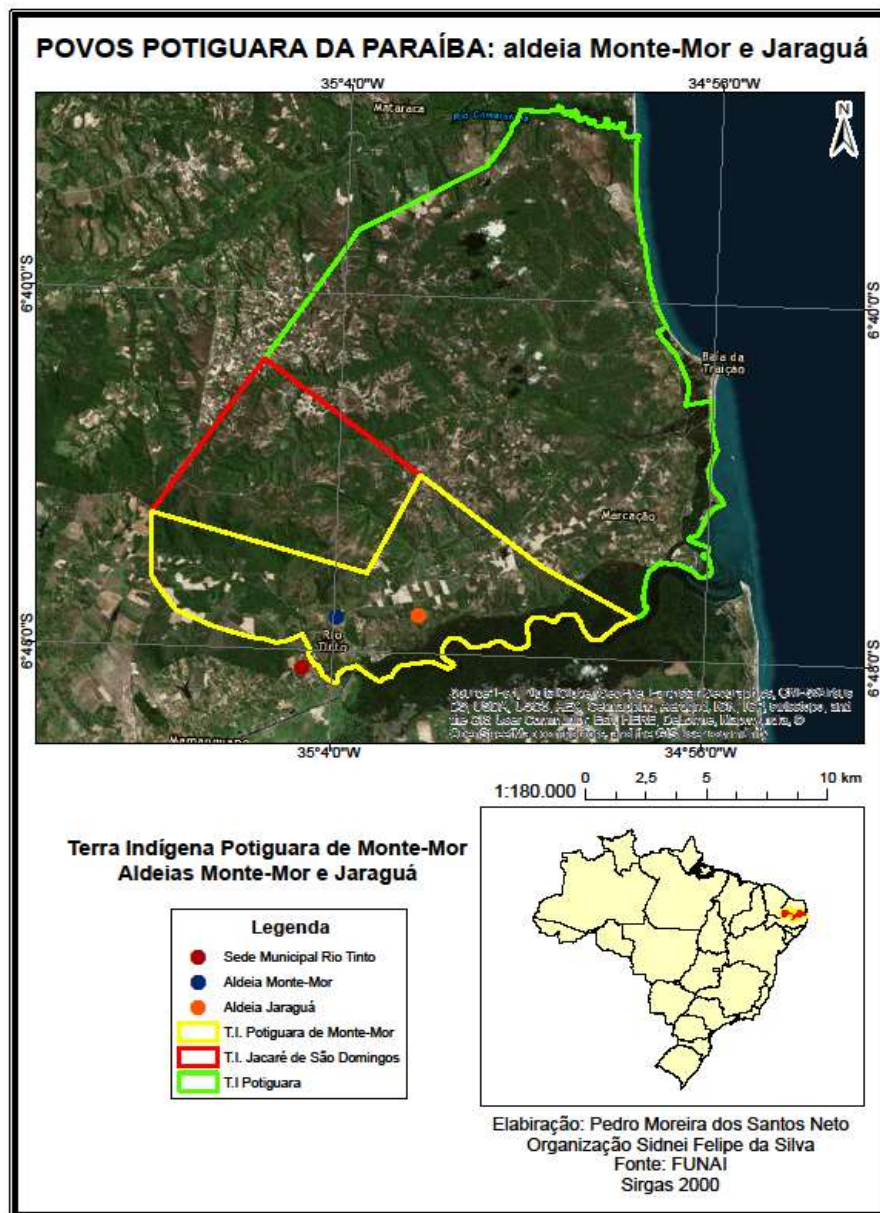 POVOS POTIGUARA DA PARAÍBA: aldeia Monte-Mor e Jaraguá
35°4'0"W
34°56'0"W
Mataraca
N
6°40'0"S
6°40'0"S
Baía da
Traição
Marcação
6°48'0"S
Rio
Tinto
6°48'0"S
Mamanguape
35°4'0"W
34°56'0"W
1:180.000
0 2,5 5 10 km
Terra Indígena Potiguara de Monte-Mor
Aldeias Monte-Mor e Jaraguá
Legenda
Sede Municipal Rio Tinto
Aldeia Monte-Mor
Aldeia Jaraguá
T.I. Potiguara de Monte-Mor
T.I. Jacaré de São Domingos
T.I Potiguara
Elabiração: Pedro Moreira dos Santos Neto
Organização Sidnei Felipe da Silva
Fonte: FUNAI
Sirgas 2000